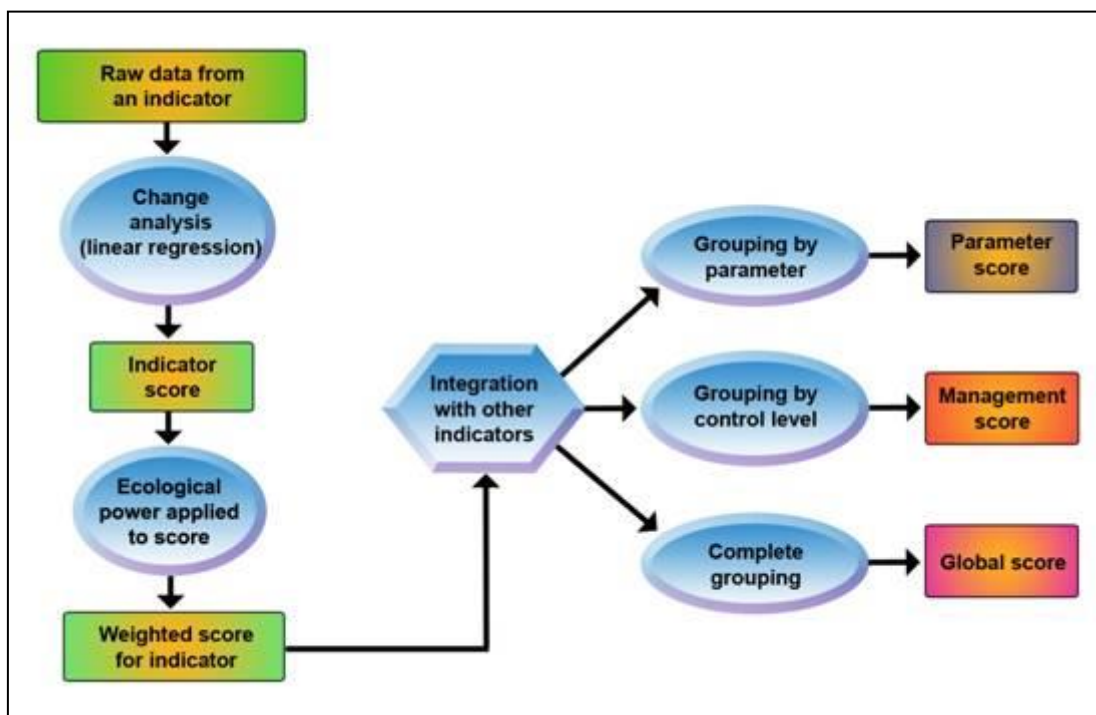 Raw data from
an indicator
Change
analysis
(linear regression)
Indicator
score
Ecological
power applied
to score
Weighted score
for indicator
Integration
with other
indicators
Grouping by
parameter
Parameter
score
Grouping by
control level
Management
score
Complete
grouping
Global score